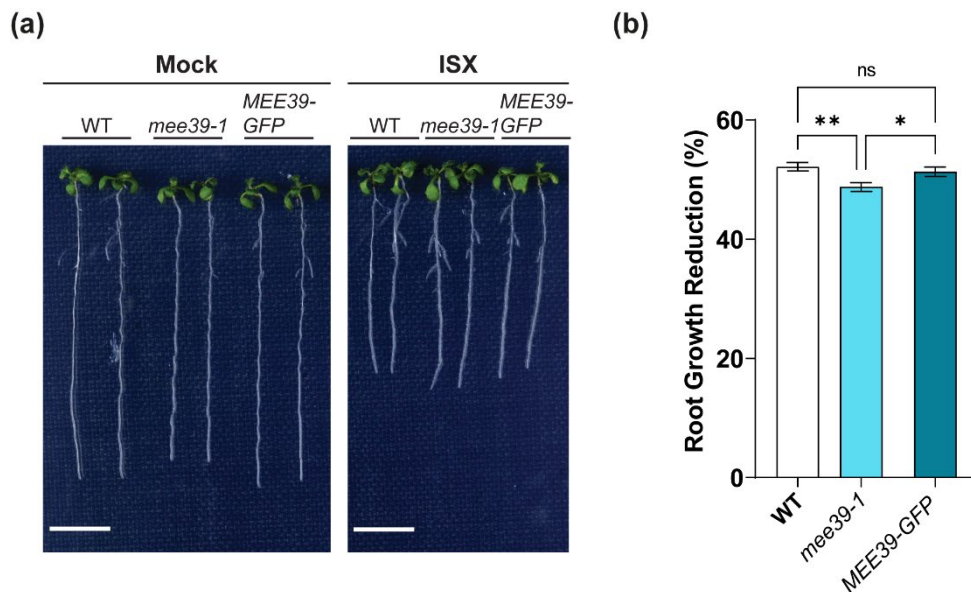 (a)
Mock
ISX
WT
mee39-1
MEE39-
GFP
WT
mee39-1
MEE39-
GFP
(b)
ns
**
*
60
40
20
0
Root Growth Reduction (%)
WT
mee39-1
MEE39-GFP